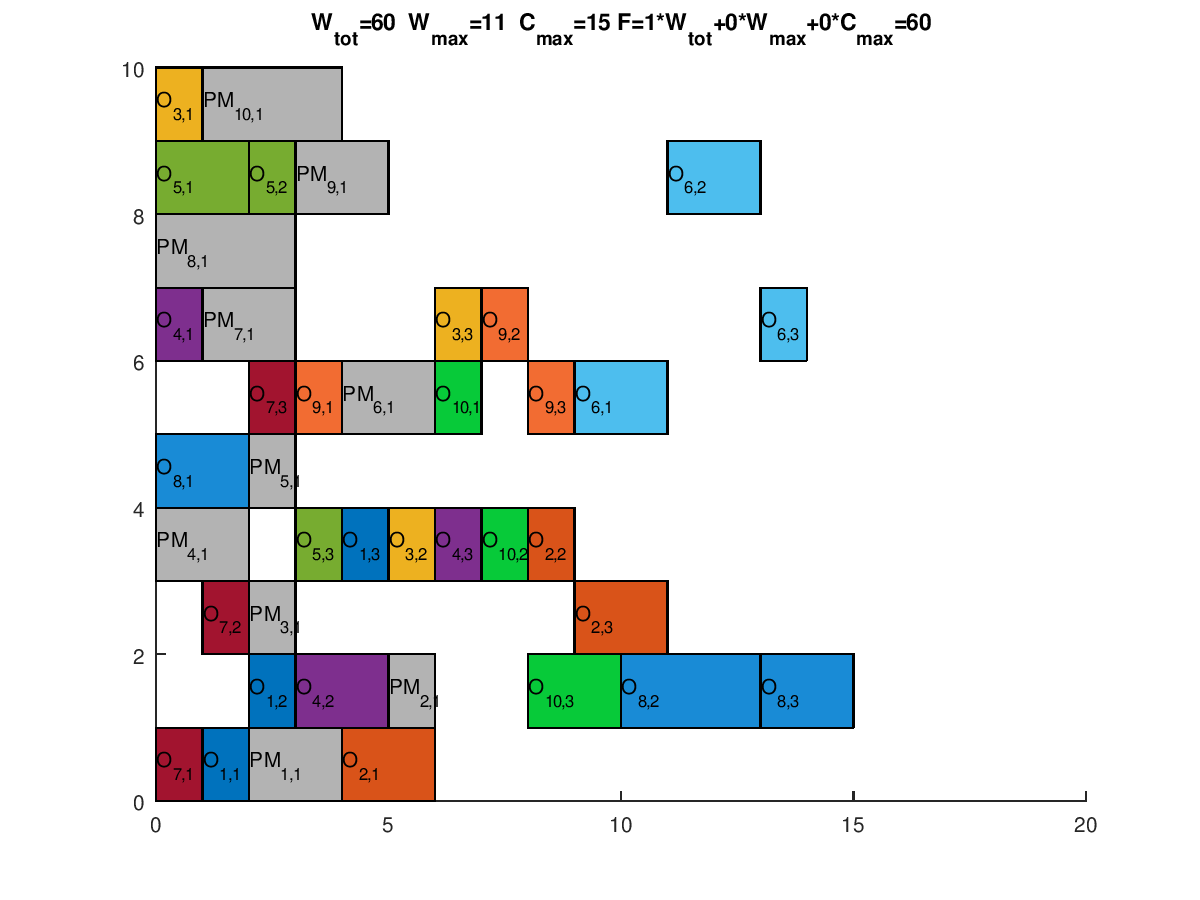 W_tot=60 W_max=11 C_max=15 F=1*W_tot+0*W_max+0*C_max=60
10
O_3,1 PM_10,1
O_5,1 O_5,2 PM_9,1 O_6,2
8
PM_8,1
O_4,1 PM_7,1 O_3,3 O_9,2 O_6,3
6
O_7,3 O_9,1 PM_6,1 O_10,1 O_9,3 O_6,1
O_8,1 PM_5,1
4
PM_4,1 O_5,3 O_1,3 O_3,2 O_4,3 O_10,2 O_2,2
O_7,2 PM_3,1 O_2,3
2
O_1,2 O_4,2 PM_2,1 O_10,3 O_8,2 O_8,3
O_7,1 O_1,1 PM_1,1 O_2,1
0
0 5 10 15 20